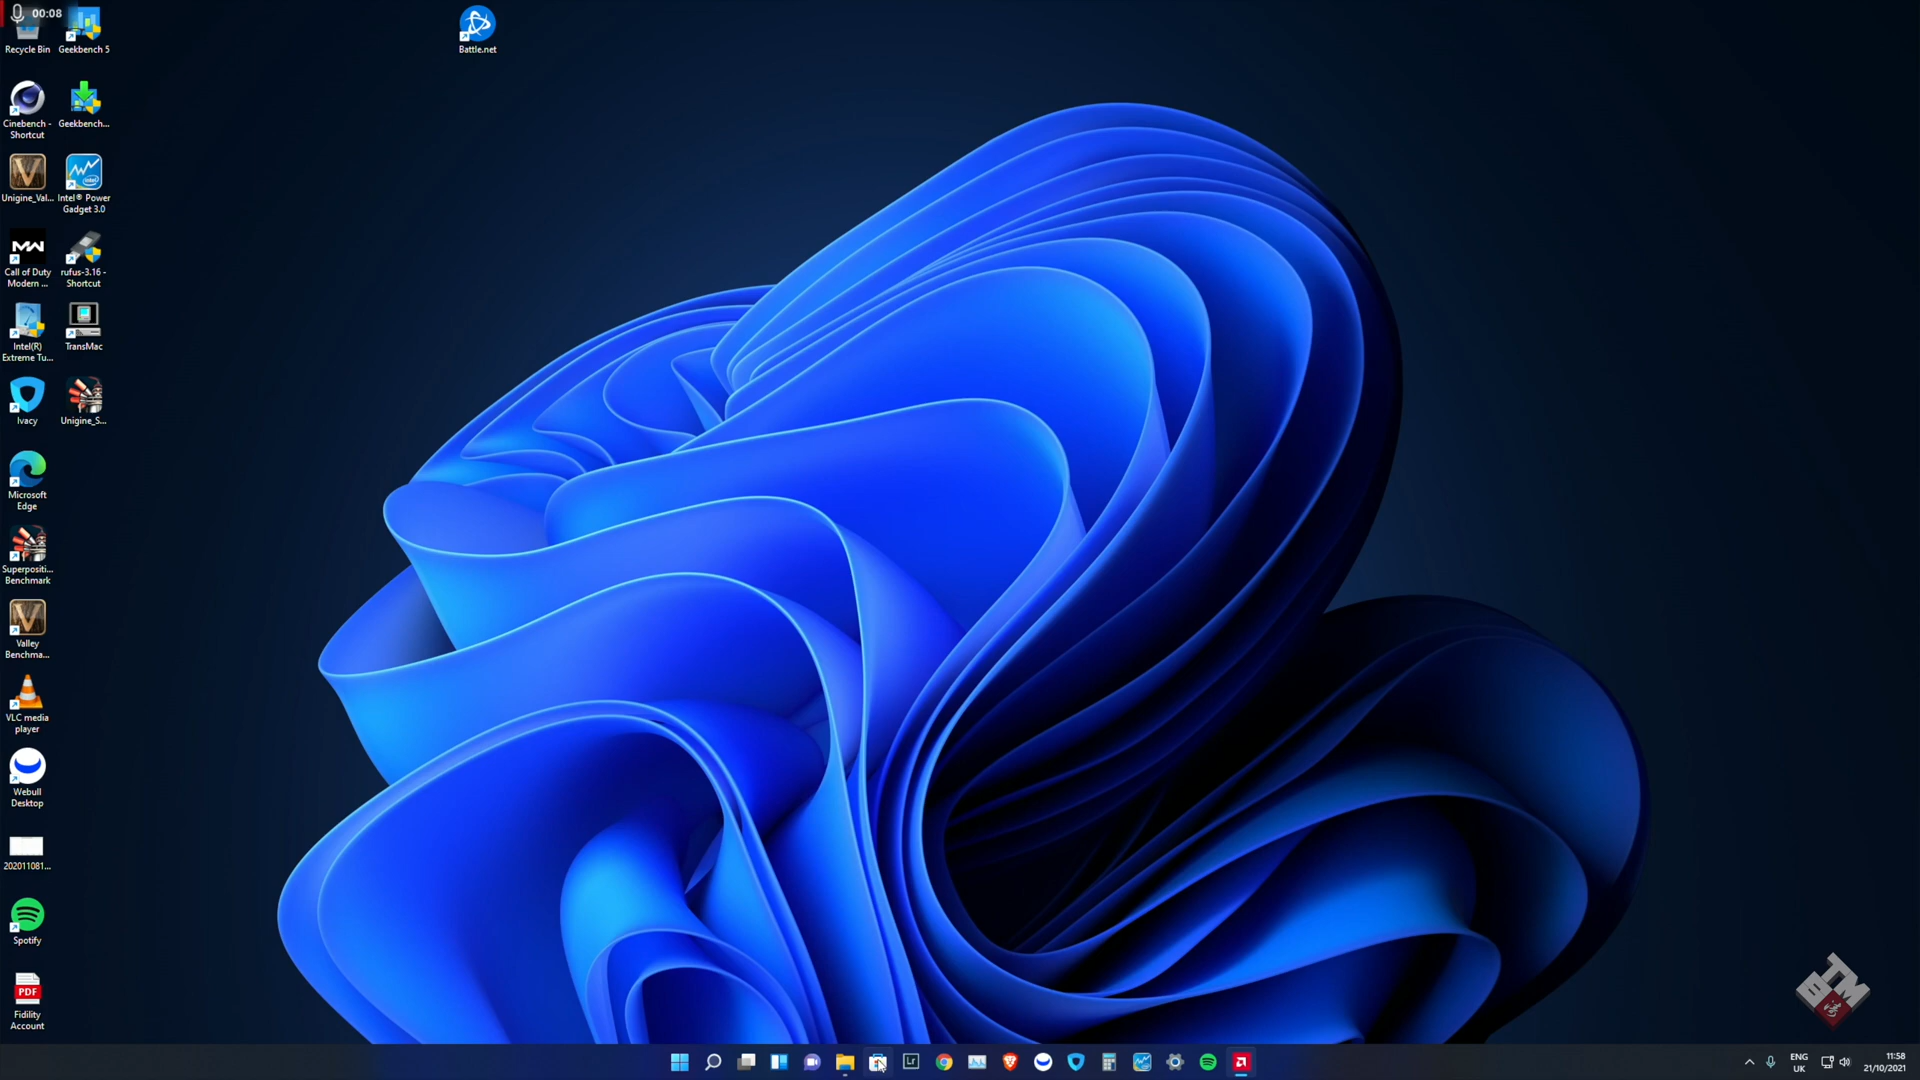 00:08
Recycle Bin
Geekbench 5
Battle.net
Cinebench -
Shortcut
Geekbench...
Unigine_Val...
Intel® Power
Gadget 3.0
intel
Call of Duty
Modern ...
rufus-3.16 -
Shortcut
Intel(R)
Extreme Tu...
TransMac
Ivacy
Unigine_S...
Microsoft
Edge
Superpositi...
Benchmark
Valley
Benchma...
VLC media
player
Webull
Desktop
202011081...
Spotify
PDF
Fidility
Account
Lr
ENG
UK
11:58
21/10/2021